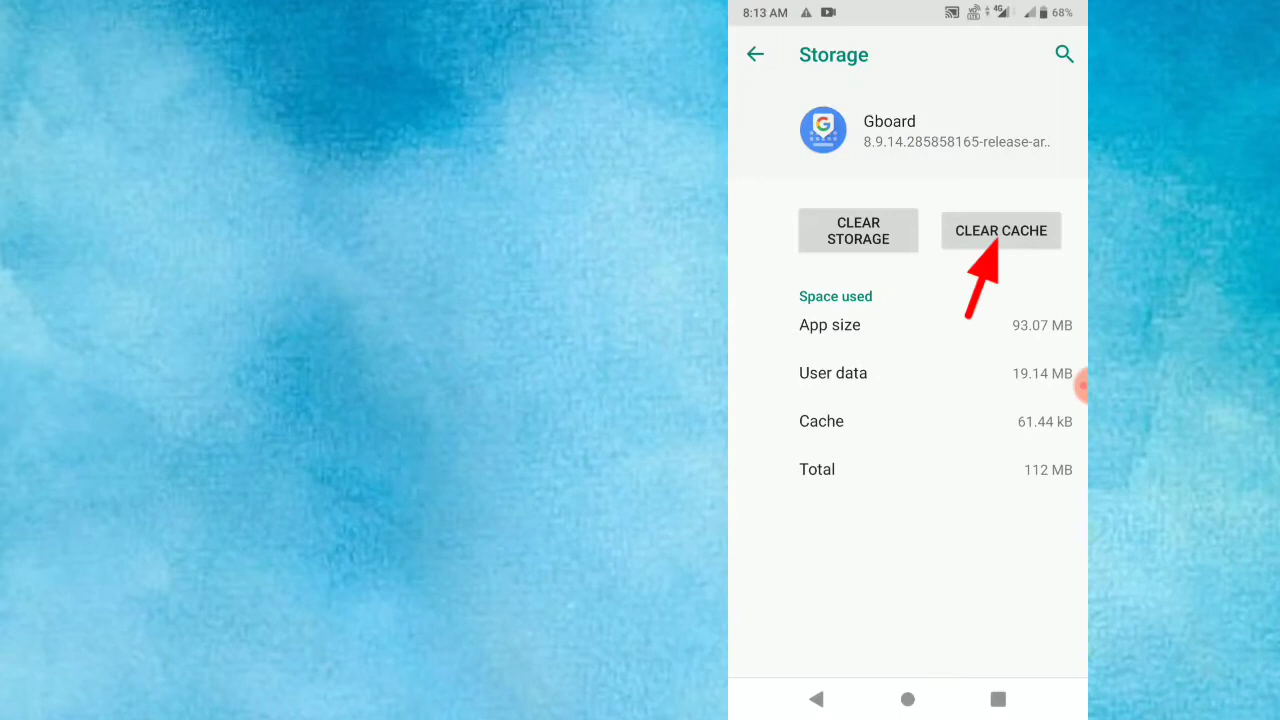 8:13 AM 4G 68%
Storage
Gboard
8.9.14.285858165-release-ar..
CLEAR
STORAGE
CLEAR CACHE
Space used
App size 93.07 MB
User data 19.14 MB
Cache 61.44 kB
Total 112 MB